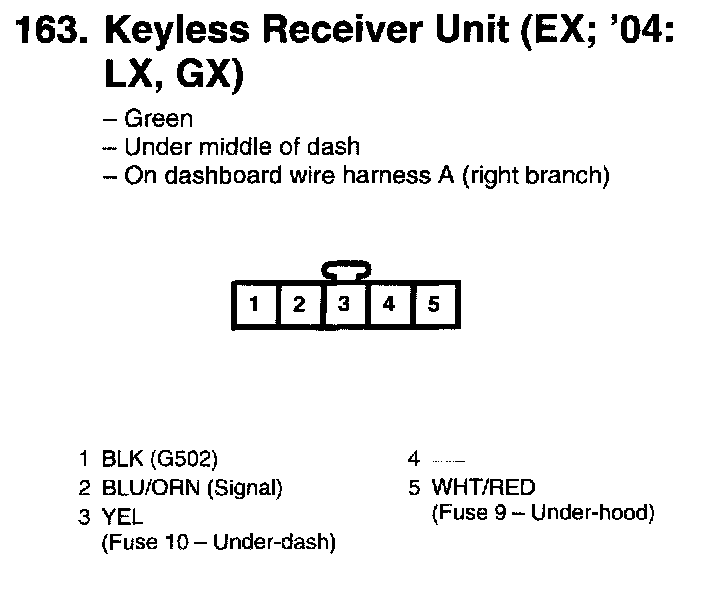 163. Keyless Receiver Unit (EX; '04:
LX, GX)
– Green
– Under middle of dash
– On dashboard wire harness A (right branch)
1 2 3 4 5
1 BLK (G502)
2 BLU/ORN (Signal)
3 YEL
(Fuse 10 – Under-dash)
4 ——
5 WHT/RED
(Fuse 9 – Under-hood)